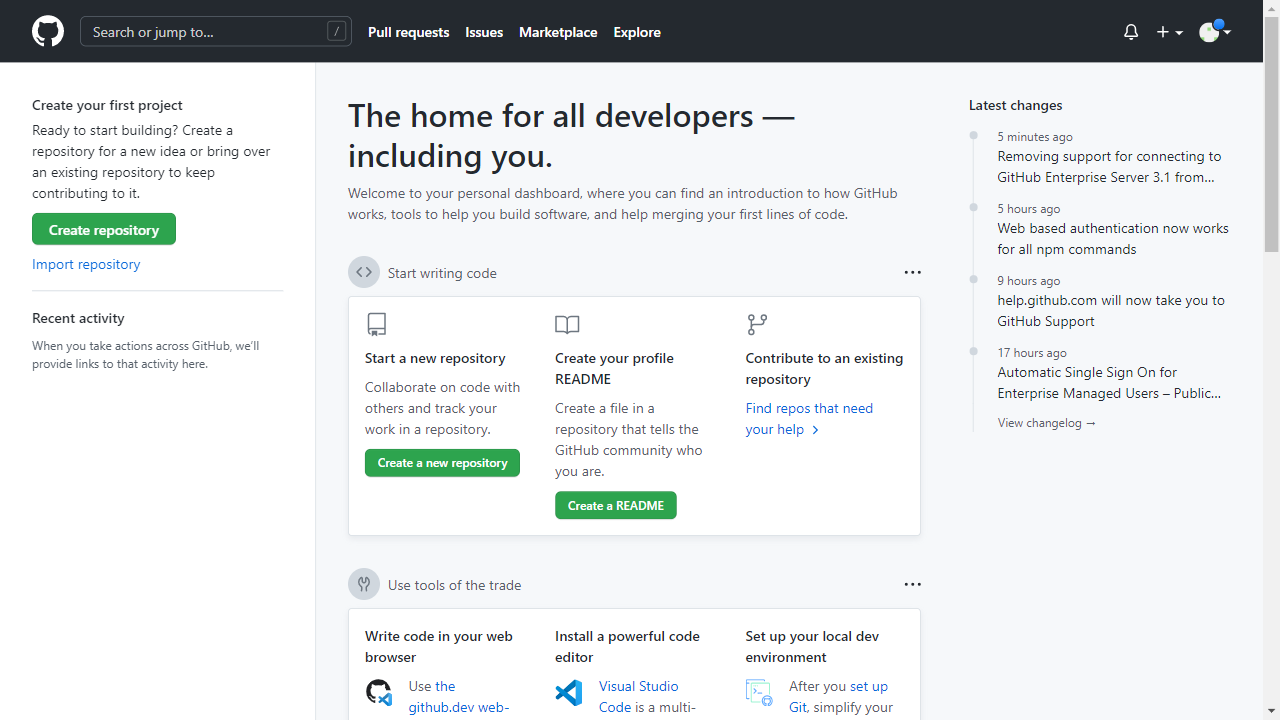 Search or jump to...
/
Pull requests
Issues
Marketplace
Explore
Create your first project
Ready to start building? Create a
repository for a new idea or bring over
an existing repository to keep
contributing to it.
Create repository
Import repository
Recent activity
When you take actions across GitHub, we'll
provide links to that activity here.
The home for all developers —
including you.
Welcome to your personal dashboard, where you can find an introduction to how GitHub
works, tools to help you build software, and help merging your first lines of code.
Start writing code
Start a new repository
Collaborate on code with
others and track your
work in a repository.
Create a new repository
Create your profile
README
Create a file in a
repository that tells the
GitHub community who
you are.
Create a README
Contribute to an existing
repository
Find repos that need
your help
Use tools of the trade
Write code in your web
browser
Use the
github.dev web-
Install a powerful code
editor
Visual Studio
Code is a multi-
Set up your local dev
environment
After you set up
Git, simplify your
Latest changes
5 minutes ago
Removing support for connecting to
GitHub Enterprise Server 3.1 from...
5 hours ago
Web based authentication now works
for all npm commands
9 hours ago
help.github.com will now take you to
GitHub Support
17 hours ago
Automatic Single Sign On for
Enterprise Managed Users – Public...
View changelog →